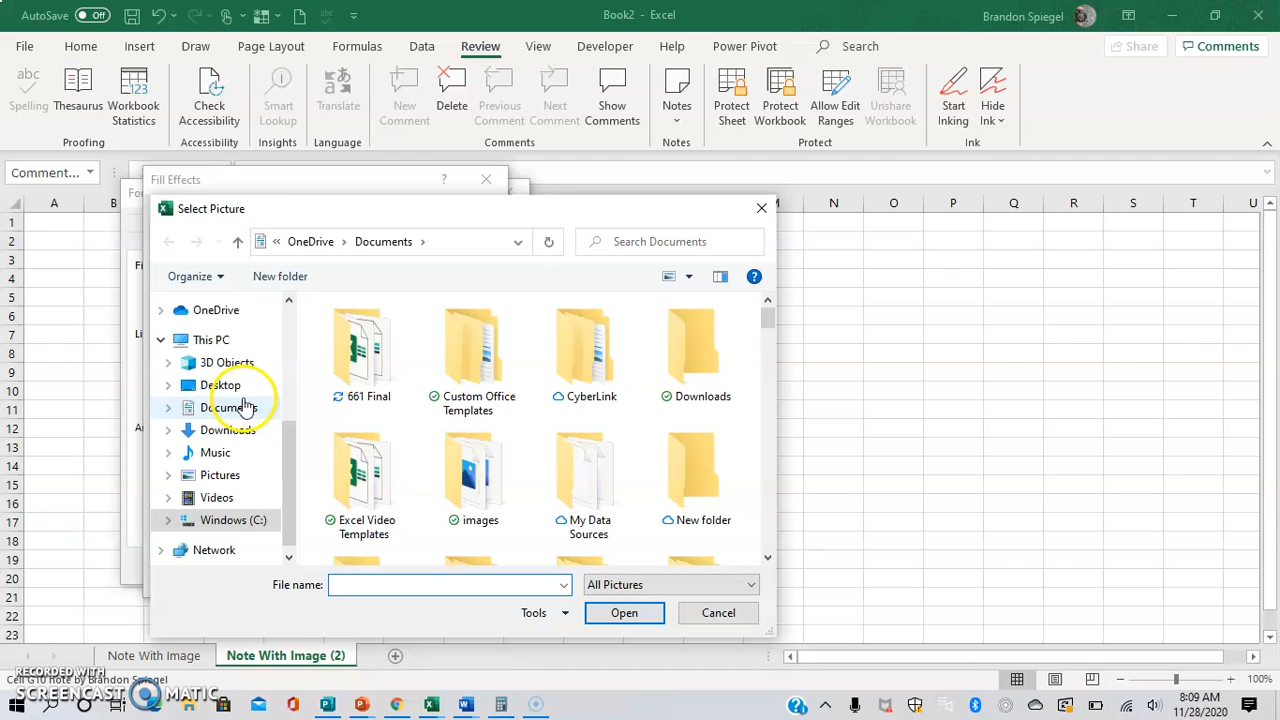 AutoSave Off Book2 - Excel Brandon Spiegel
File Home Insert Draw Page Layout Formulas Data Review View Developer Help Power Pivot Search Share Comments
Spelling Thesaurus Workbook Statistics Check Accessibility Smart Lookup Translate New Comment Delete Previous Comment Next Comment Show Comments Notes Protect Sheet Protect Workbook Allow Edit Ranges Unshare Workbook Start Inking Hide Ink
Proofing Accessibility Insights Language Comments Notes Protect Ink
Comment...
Fill Effects ?
Select Picture
« OneDrive › Documents › Search Documents
Organize New folder
OneDrive
This PC
3D Objects
Desktop
Documents
Downloads
Music
Pictures
Videos
Windows (C:)
Network
661 Final
Custom Office Templates
CyberLink
Downloads
Excel Video Templates
images
My Data Sources
New folder
File name: All Pictures
Tools Open Cancel
A B N O P Q R S T U
1
2
3
4
5
6
7
8
9
10
11
12
13
14
15
16
17
18
19
20
21
22
23
Note With Image Note With Image (2)
Cell G10 note by Brandon Spiegel 100%
RECORDED WITH
SCREENCAST MATIC
8:09 AM
11/28/2020